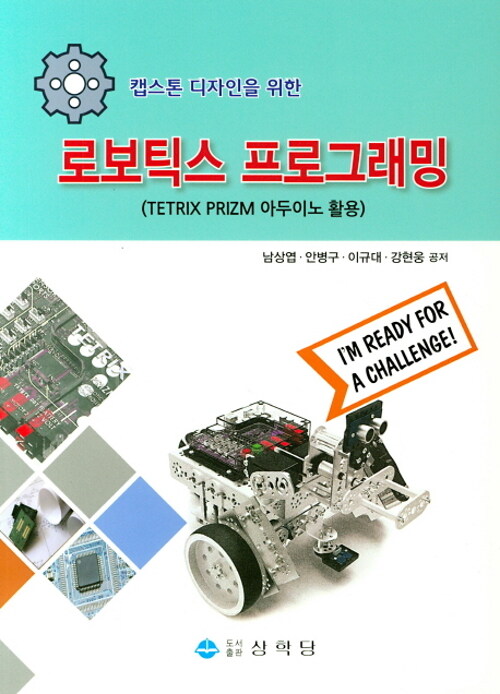 캡스톤 디자인을 위한
로보틱스 프로그래밍
(TETRIX PRIZM 아두이노 활용)
남상엽 · 안병구 · 이규대 · 강현웅 공저
I'M READY FOR
A CHALLENGE!
TETRIX
도서
출판 상학당